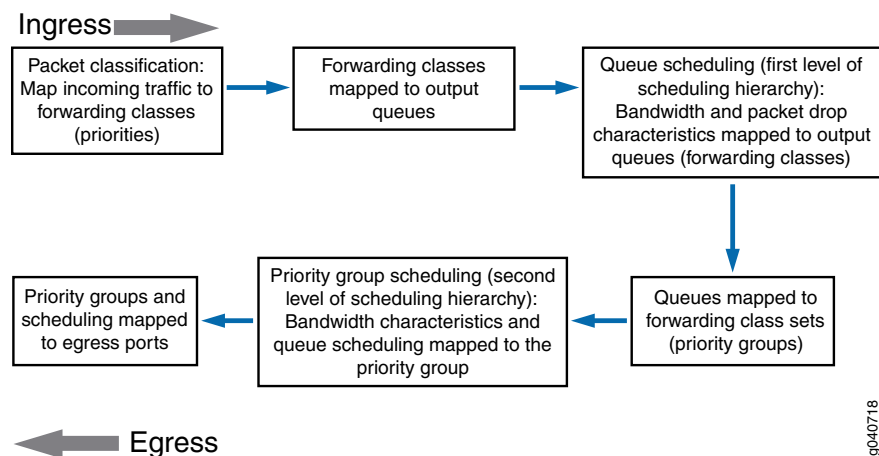 Ingress
Packet classification:
Map incoming traffic to
forwarding classes
(priorities)
Forwarding classes
mapped to output
queues
Queue scheduling (first level of
scheduling hierarchy):
Bandwidth and packet drop
characteristics mapped to output
queues (forwarding classes)
Queues mapped to
forwarding class sets
(priority groups)
Priority group scheduling (second
level of scheduling hierarchy):
Bandwidth characteristics and
queue scheduling mapped to the
priority group
Priority groups and
scheduling mapped
to egress ports
Egress
g040718